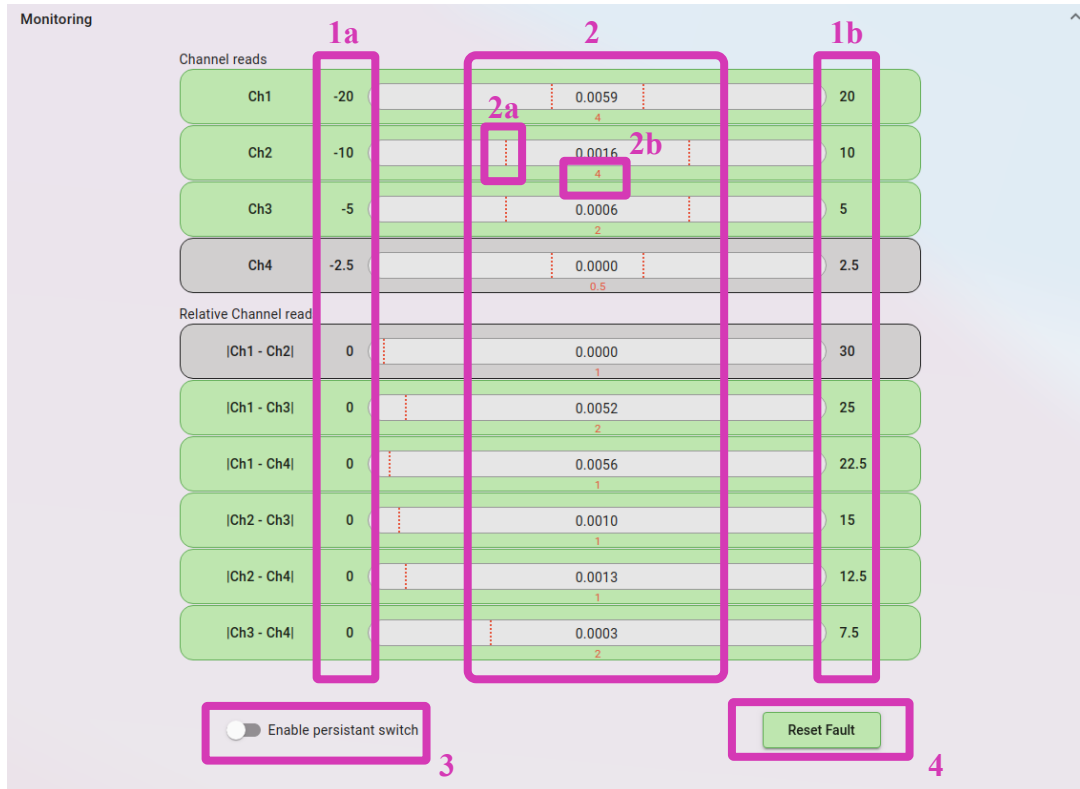 Monitoring
1a 2 1b
Channel reads
Ch1 -20 0.0059 20
4
2a
Ch2 -10 0.0016 10
2b
4
Ch3 -5 0.0006 5
2
Ch4 -2.5 0.0000 2.5
0.5
Relative Channel read
|Ch1 - Ch2| 0 0.0000 30
1
|Ch1 - Ch3| 0 0.0052 25
2
|Ch1 - Ch4| 0 0.0056 22.5
1
|Ch2 - Ch3| 0 0.0010 15
1
|Ch2 - Ch4| 0 0.0013 12.5
1
|Ch3 - Ch4| 0 0.0003 7.5
2
Enable persistant switch Reset Fault
3 4